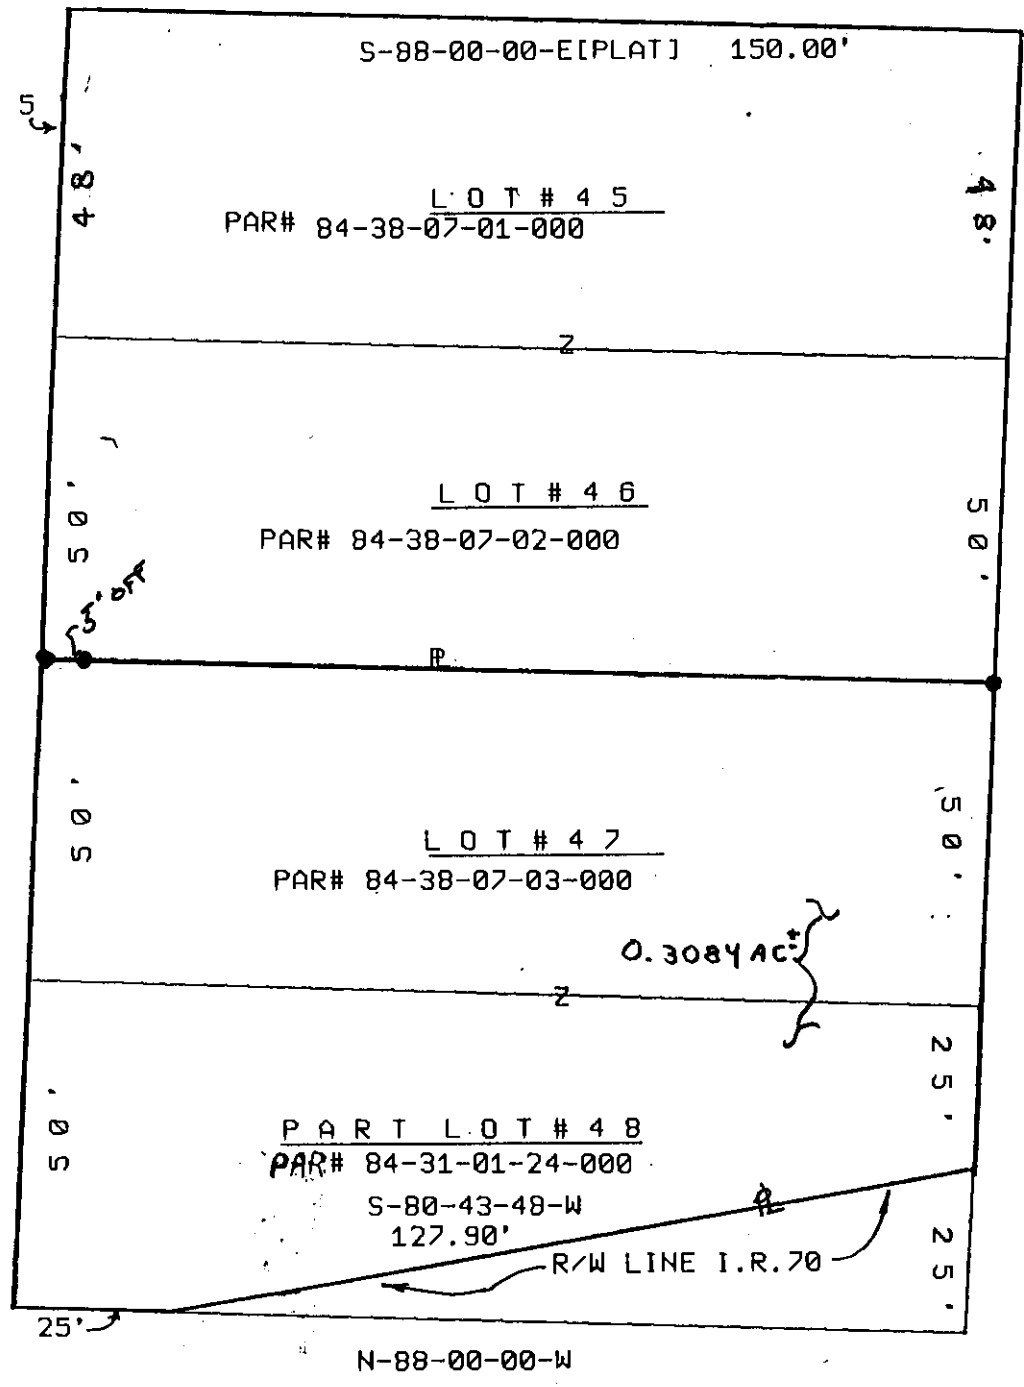 S-88-00-00-E[PLAT] 150.00'
5
48'
48'
LOT#45
PAR# 84-38-07-01-000
Z
50'
50'
LOT#46
PAR# 84-38-07-02-000
5' OFF
PL
50'
50'
LOT#47
PAR# 84-38-07-03-000
0.3084 AC±
Z
50'
25'
PART LOT#48
PAR# 84-31-01-24-000
S-80-43-48-W
127.90'
PL
R/W LINE I.R.70
25'
25'
N-88-00-00-W